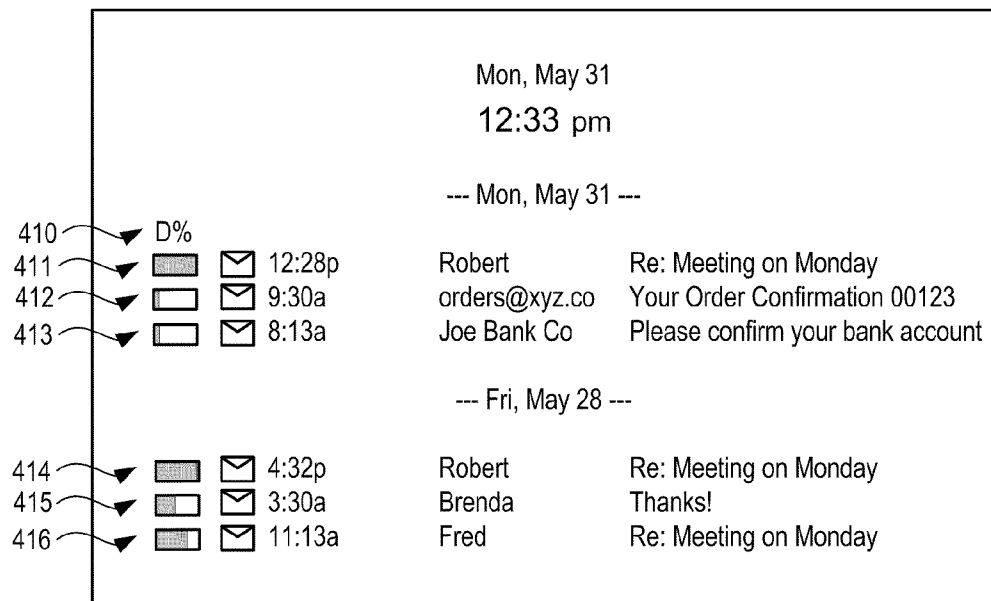 Mon, May 31
12:33 pm
--- Mon, May 31 ---
410 D%
411 12:28p Robert Re: Meeting on Monday
412 9:30a orders@xyz.co Your Order Confirmation 00123
413 8:13a Joe Bank Co Please confirm your bank account
--- Fri, May 28 ---
414 4:32p Robert Re: Meeting on Monday
415 3:30a Brenda Thanks!
416 11:13a Fred Re: Meeting on Monday